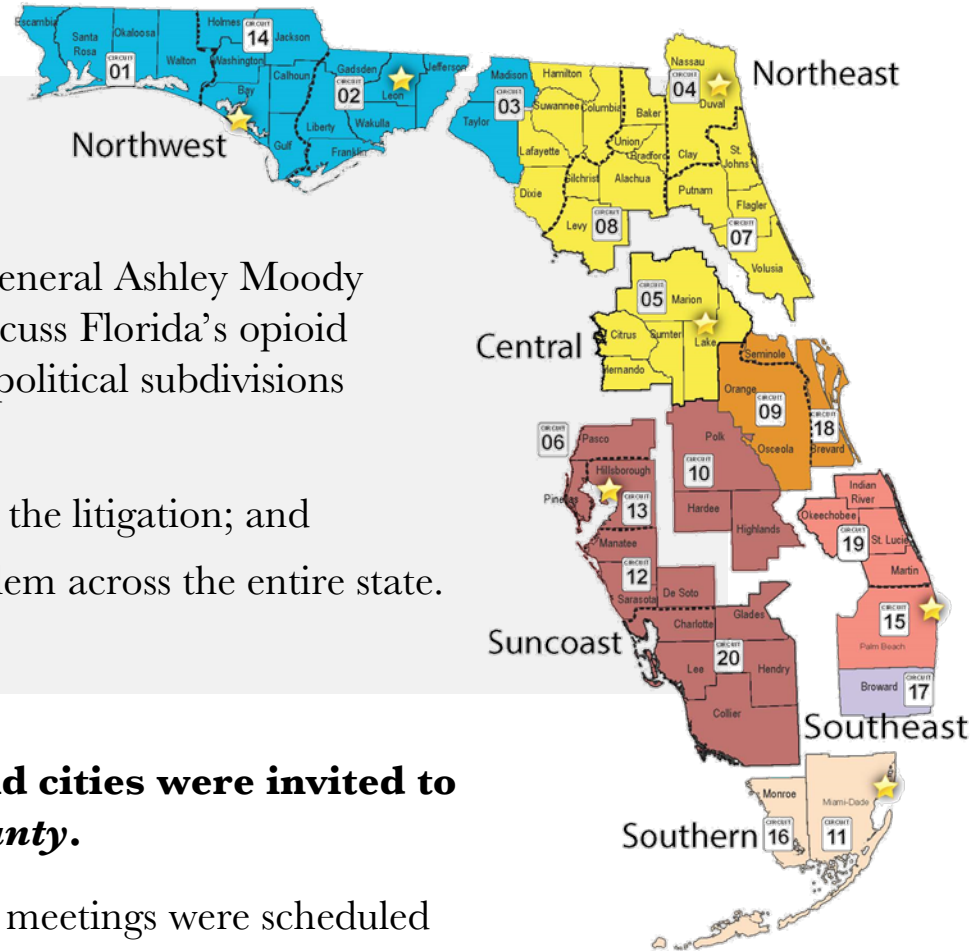 Escambia
Santa
Rosa
Okaloosa
Walton
CIRCUIT
01
Holmes
CIRCUIT
14
Jackson
Washington
Bay
Calhoun
Gulf
Gadsden
CIRCUIT
02
Leon
Jefferson
Liberty
Wakulla
Franklin
Northwest
Madison
CIRCUIT
03
Taylor
Hamilton
Suwannee
Columbia
Lafayette
Dixie
Baker
Union
Bradford
Gilchrist
Alachua
Levy
CIRCUIT
08
Nassau
CIRCUIT
04
Duval
Clay
St.
Johns
Putnam
Flagler
CIRCUIT
07
Volusia
Northeast
eneral Ashley Moody
cuss Florida's opioid
political subdivisions
the litigation; and
lem across the entire state.
CIRCUIT
05
Marion
Citrus
Sumter
Lake
Hernando
Central
Seminole
Orange
CIRCUIT
09
Osceola
CIRCUIT
18
Brevard
CIRCUIT
06
Pasco
Hillsborough
Pinellas
CIRCUIT
13
Polk
CIRCUIT
10
Hardee
Highlands
Manatee
CIRCUIT
12
Sarasota
De Soto
Charlotte
Glades
CIRCUIT
20
Lee
Hendry
Collier
Suncoast
Indian
River
Okeechobee
CIRCUIT
19
St. Lucie
Martin
CIRCUIT
15
Palm Beach
Broward
CIRCUIT
17
Southeast
Monroe
CIRCUIT
16
Miami-Dade
CIRCUIT
11
Southern
d cities were invited to
unty.
meetings were scheduled